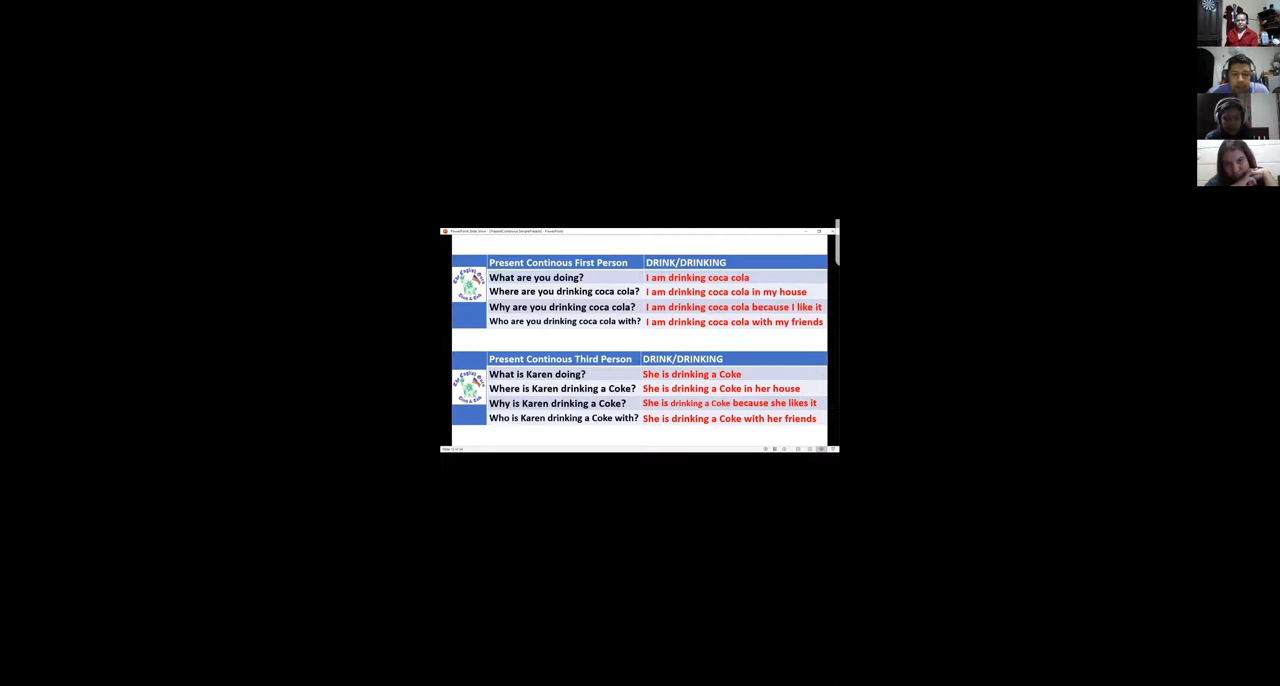 Present Continous First Person DRINK/DRINKING
What are you doing? I am drinking coca cola
Where are you drinking coca cola? I am drinking coca cola in my house
Why are you drinking coca cola? I am drinking coca cola because I like it
Who are you drinking coca cola with? I am drinking coca cola with my friends
Present Continous Third Person DRINK/DRINKING
What is Karen doing? She is drinking a Coke
Where is Karen drinking a Coke? She is drinking a Coke in her house
Why is Karen drinking a Coke? She is drinking a Coke because she likes it
Who is Karen drinking a Coke with? She is drinking a Coke with her friends